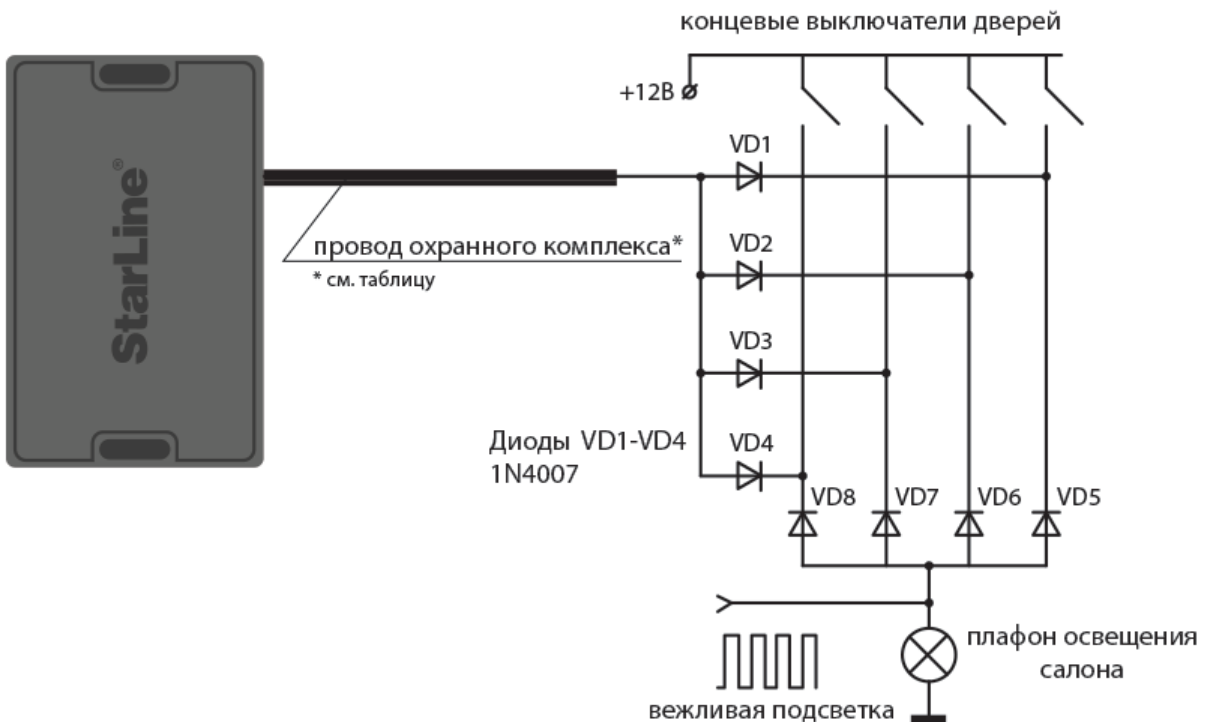 концевые выключатели дверей
+12В
VD1
StarLine®
провод охранного комплекса*
* см. таблицу
VD2
VD3
Диоды VD1-VD4
1N4007
VD4
VD8
VD7
VD6
VD5
плафон освещения
салона
вежливая подсветка